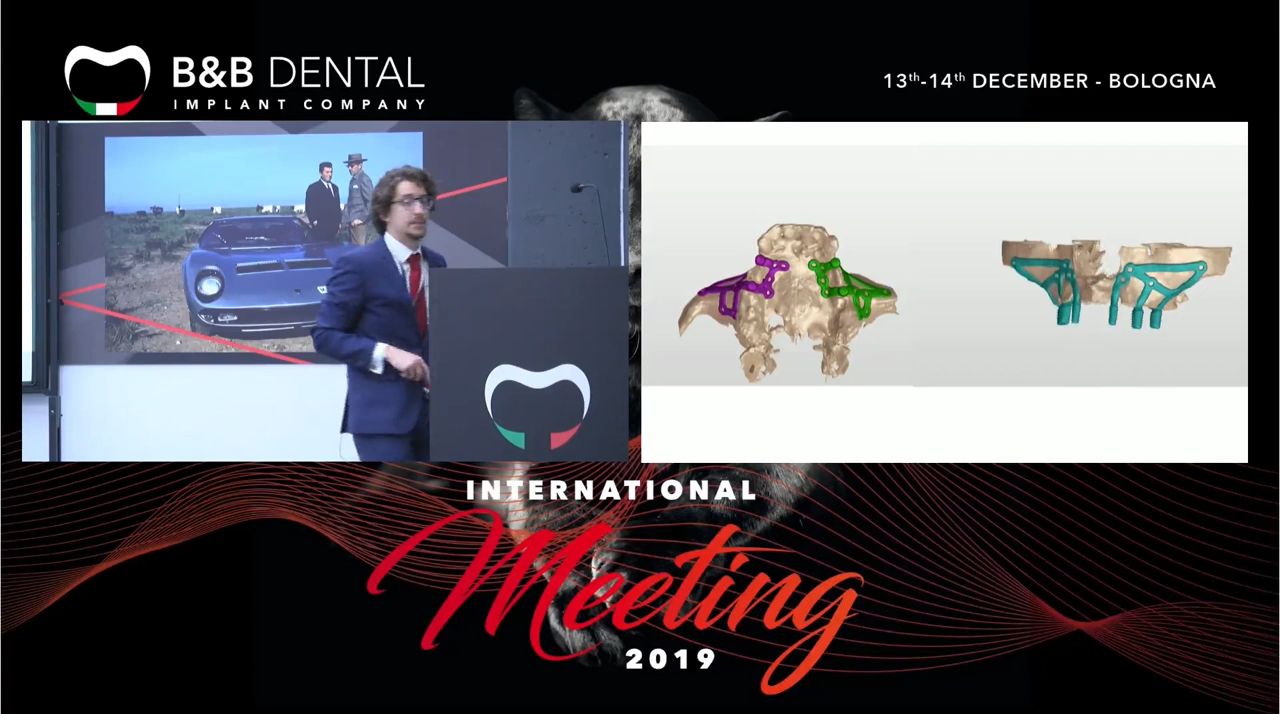 B&B DENTAL
IMPLANT COMPANY
13th-14th DECEMBER - BOLOGNA
INTERNATIONAL
Meeting
2019